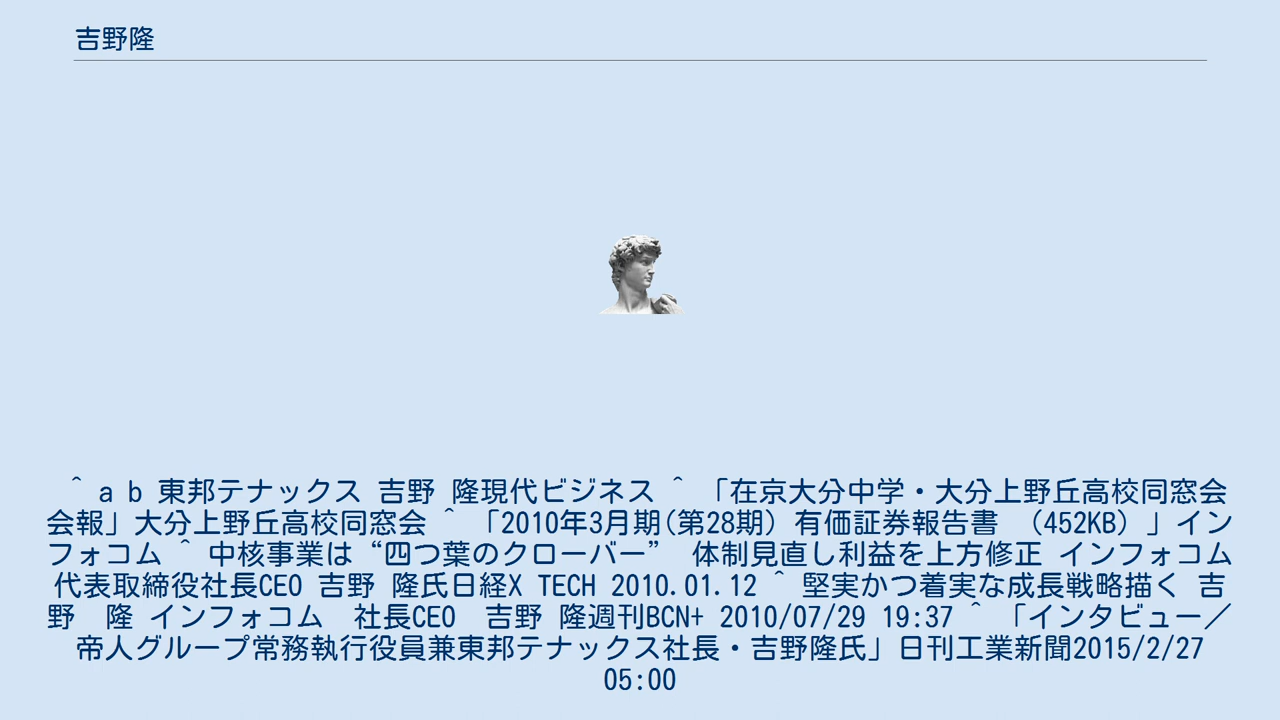 吉野隆
^ a b 東邦テナックス 吉野 隆現代ビジネス ^ 「在京大分中学・大分上野丘高校同窓会
会報」大分上野丘高校同窓会 ^ 「2010年3月期(第28期) 有価証券報告書 （452KB）」イン
フォコム ^ 中核事業は“四つ葉のクローバー”　体制見直し利益を上方修正 インフォコム
代表取締役社長CEO 吉野 隆氏日経X TECH 2010.01.12 ^ 堅実かつ着実な成長戦略描く 吉
野　隆 インフォコム　社長CEO　吉野 隆週刊BCN+ 2010/07/29 19:37 ^ 「インタビュー／
帝人グループ常務執行役員兼東邦テナックス社長・吉野隆氏」日刊工業新聞2015/2/27
05:00